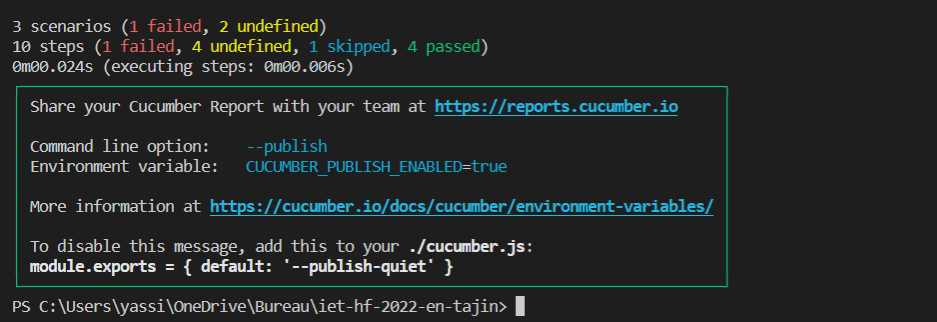 3 scenarios (1 failed, 2 undefined)
10 steps (1 failed, 4 undefined, 1 skipped, 4 passed)
0m00.024s (executing steps: 0m00.006s)
Share your Cucumber Report with your team at https://reports.cucumber.io
Command line option: --publish
Environment variable: CUCUMBER_PUBLISH_ENABLED=true
More information at https://cucumber.io/docs/cucumber/environment-variables/
To disable this message, add this to your ./cucumber.js:
module.exports = { default: '--publish-quiet' }
PS C:\Users\yassi\OneDrive\Bureau\iet-hf-2022-en-tajin>